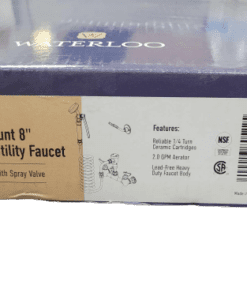 WATERLOO
unt 8"
tility Faucet
ith Spray Valve
Features:
Reliable 1/4 Turn
Ceramic Cartridges
2.0 GPM Aerator
Lead-Free Heavy
Duty Faucet Body
NSF